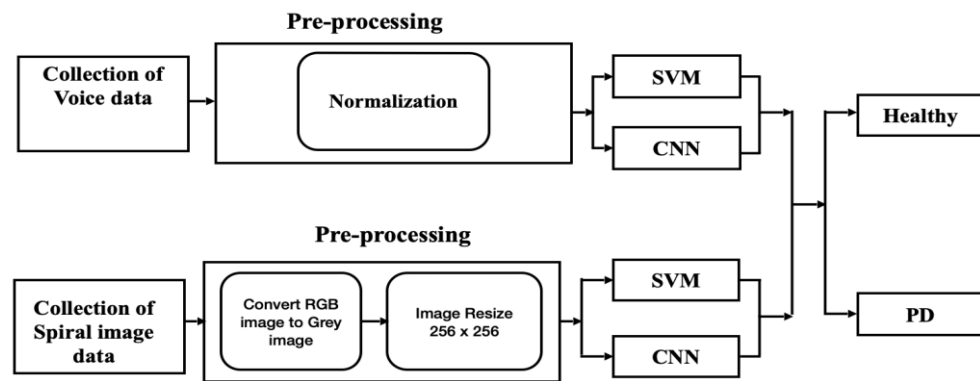 Pre-processing
Collection of
Voice data
Normalization
SVM
CNN
Healthy
Pre-processing
Collection of
Spiral image
data
Convert RGB
image to Grey
image
Image Resize
256 x 256
SVM
CNN
PD